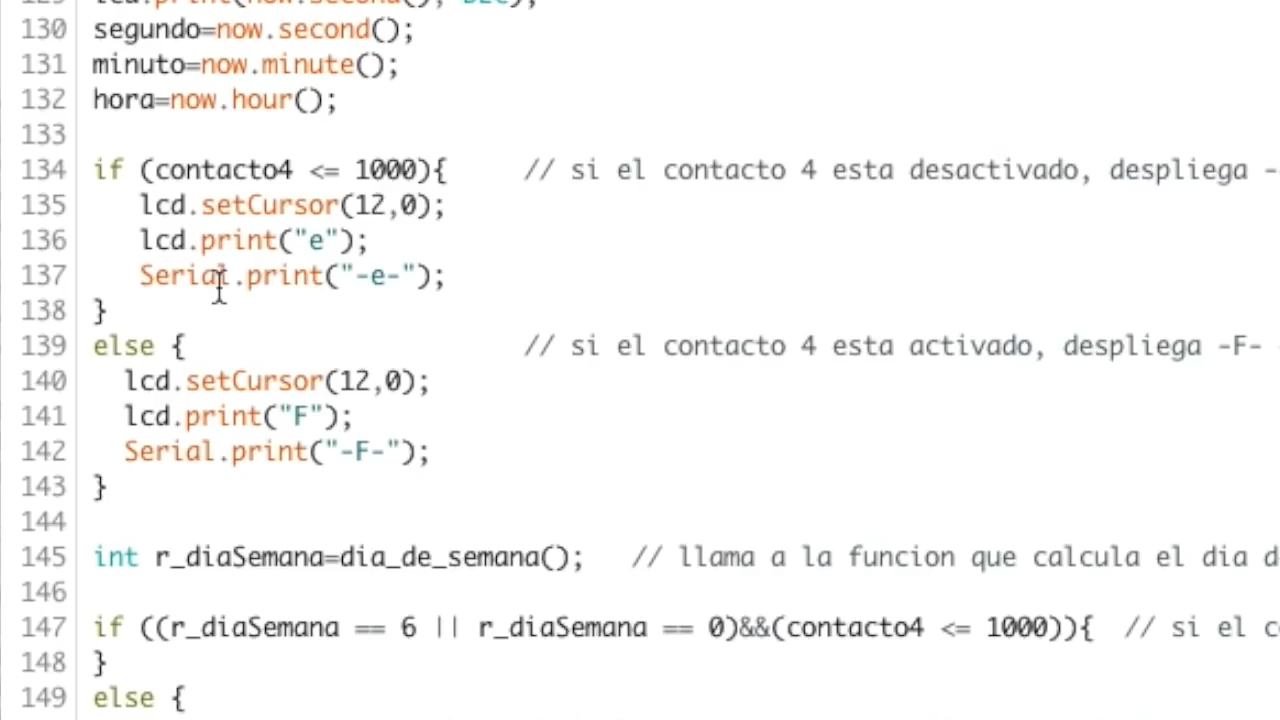 130 segundo=now.second();
131 minuto=now.minute();
132 hora=now.hour();
133
134 if (contacto4 <= 1000){ // si el contacto 4 esta desactivado, despliega -
135 lcd.setCursor(12,0);
136 lcd.print("e");
137 Serial.print("-e-");
138 }
139 else { // si el contacto 4 esta activado, despliega -F-
140 lcd.setCursor(12,0);
141 lcd.print("F");
142 Serial.print("-F-");
143 }
144
145 int r_diaSemana=dia_de_semana(); // llama a la funcion que calcula el dia d
146
147 if ((r_diaSemana == 6 || r_diaSemana == 0)&&(contacto4 <= 1000)){ // si el c
148 }
149 else {